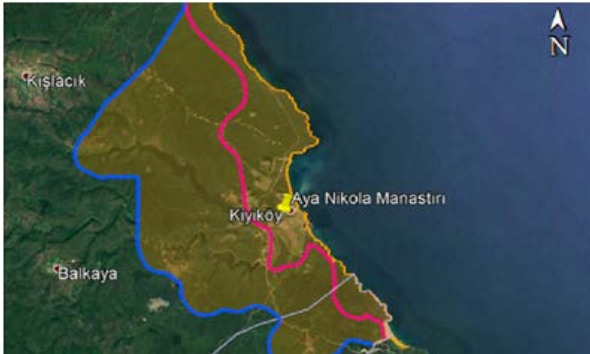 N
Kışlacık
Aya Nikola Manastırı
Kıyıköy
Balkaya